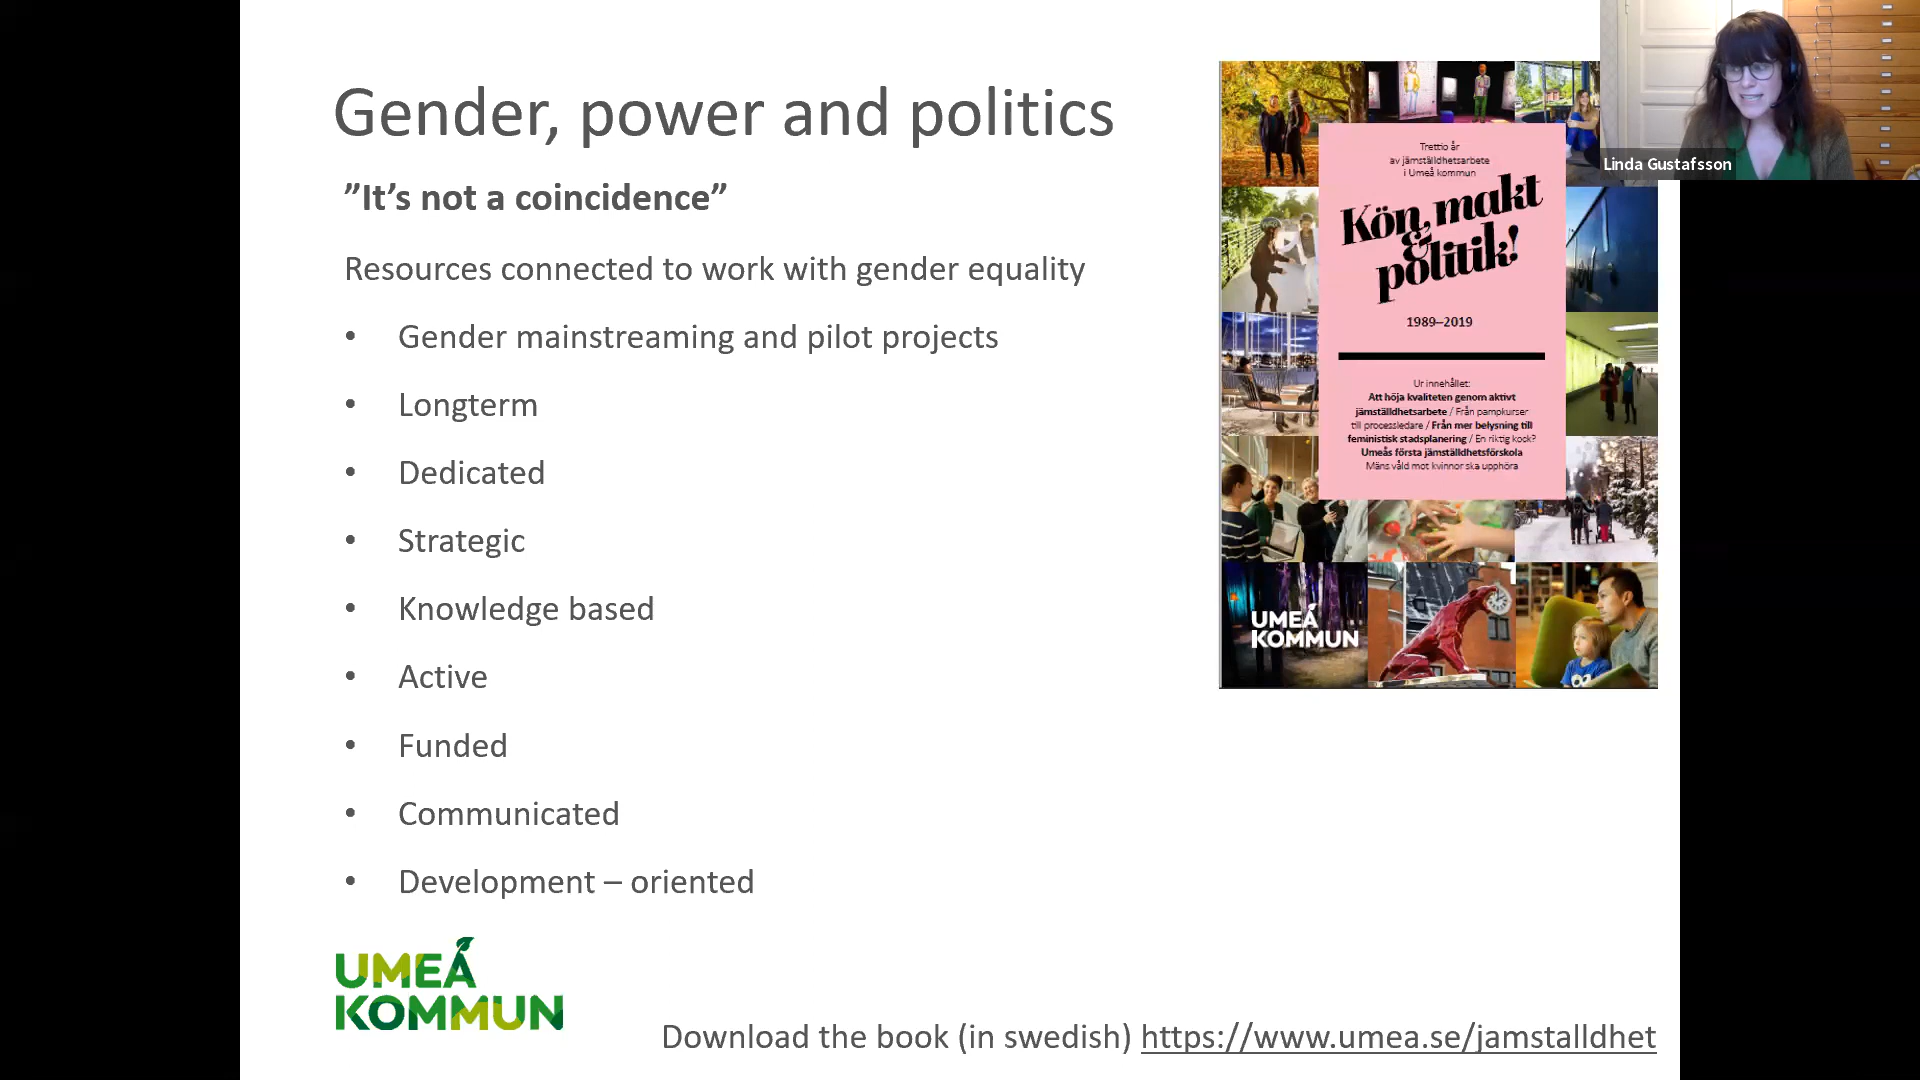 Gender, power and politics
”It’s not a coincidence”
Resources connected to work with gender equality
• Gender mainstreaming and pilot projects
• Longterm
• Dedicated
• Strategic
• Knowledge based
• Active
• Funded
• Communicated
• Development – oriented
UMEÅ
KOMMUN
Download the book (in swedish) https://www.umea.se/jamstalldhet
Trettio år
av jämställdhetsarbete
i Umeå kommun
Kön, makt
&
politik!
1989–2019
Ur innehållet:
Att höja kvaliteten genom aktivt
jämställdhetsarbete / Från pampkurser
till processledare / Från mer belysning till
feministisk stadsplanering / En riktig kock?
Umeås första jämställdhetsförskola
Mäns våld mot kvinnor ska upphöra
UMEÅ
KOMMUN
Linda Gustafsson